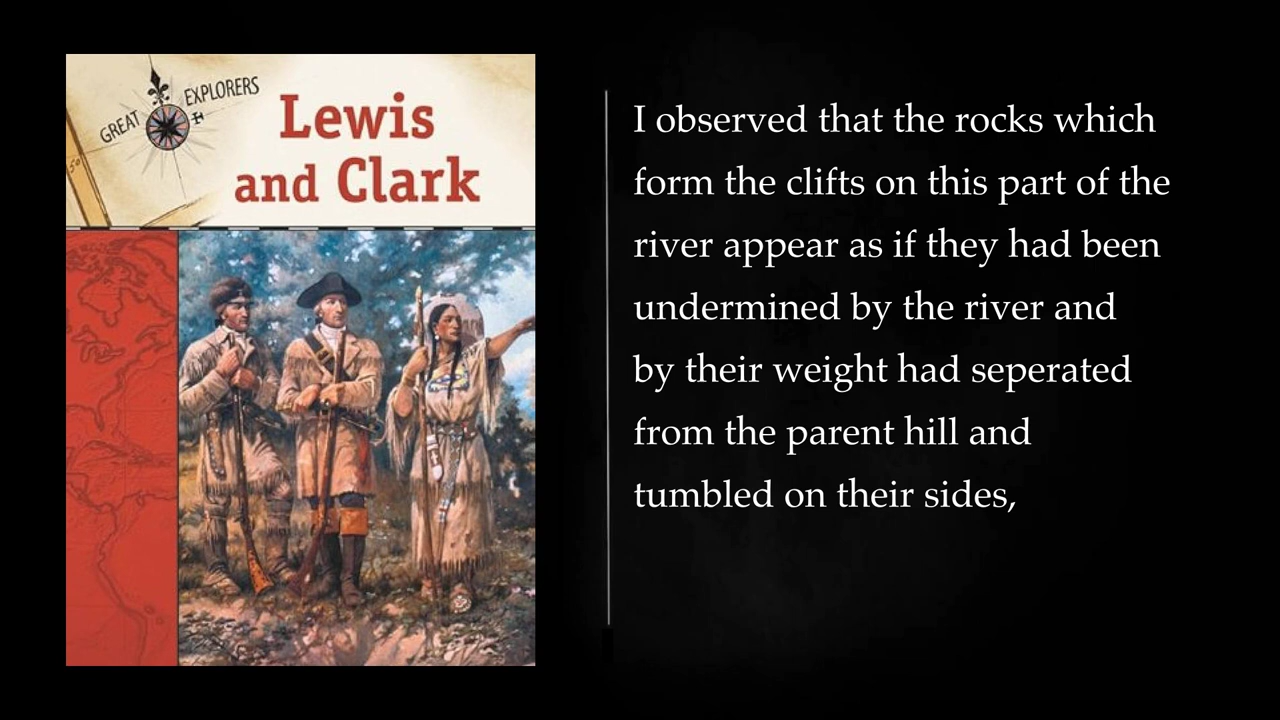 GREAT EXPLORERS
Lewis
and Clark
50
I observed that the rocks which
form the clifts on this part of the
river appear as if they had been
undermined by the river and
by their weight had seperated
from the parent hill and
tumbled on their sides,